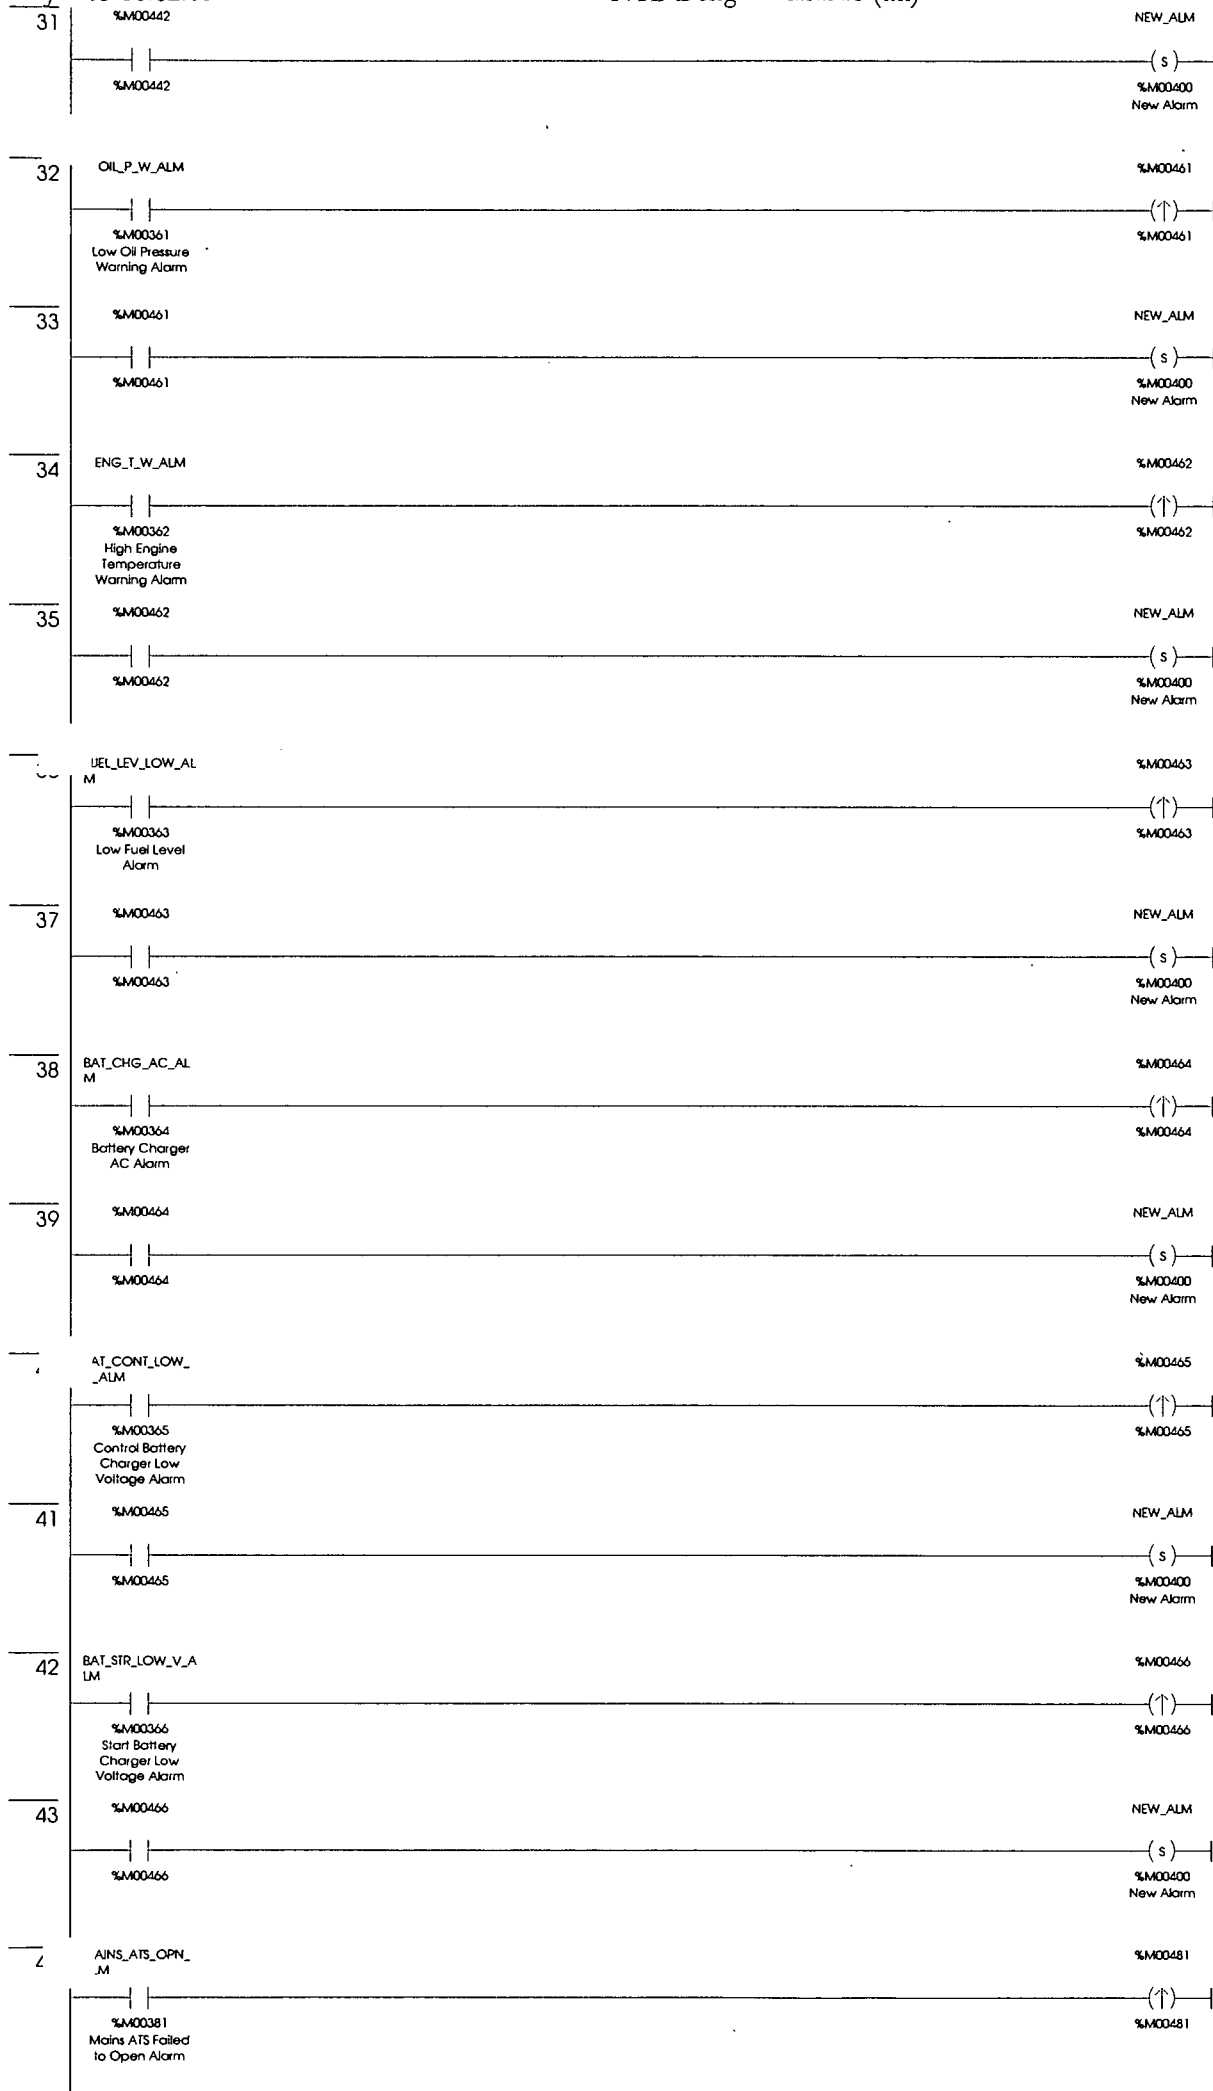 31
%M00442
NEW_ALM
( s )
%M00442
%M00400
New Alarm
32
OIL_P_W_ALM
%M00461
(↑)
%M00361
%M00461
Low Oil Pressure
Warning Alarm
33
%M00461
NEW_ALM
( s )
%M00461
%M00400
New Alarm
34
ENG_T_W_ALM
%M00462
(↑)
%M00362
%M00462
High Engine
Temperature
Warning Alarm
35
%M00462
NEW_ALM
( s )
%M00462
%M00400
New Alarm
UEL_LEV_LOW_AL
M
%M00463
(↑)
%M00363
%M00463
Low Fuel Level
Alarm
37
%M00463
NEW_ALM
( s )
%M00463
%M00400
New Alarm
38
BAT_CHG_AC_AL
M
%M00464
(↑)
%M00364
%M00464
Battery Charger
AC Alarm
39
%M00464
NEW_ALM
( s )
%M00464
%M00400
New Alarm
AT_CONT_LOW_
_ALM
%M00465
(↑)
%M00365
%M00465
Control Battery
Charger Low
Voltage Alarm
41
%M00465
NEW_ALM
( s )
%M00465
%M00400
New Alarm
42
BAT_STR_LOW_V_A
LM
%M00466
(↑)
%M00366
%M00466
Start Battery
Charger Low
Voltage Alarm
43
%M00466
NEW_ALM
( s )
%M00466
%M00400
New Alarm
AINS_ATS_OPN_
_M
%M00481
(↑)
%M00381
%M00481
Mains ATS Failed
to Open Alarm